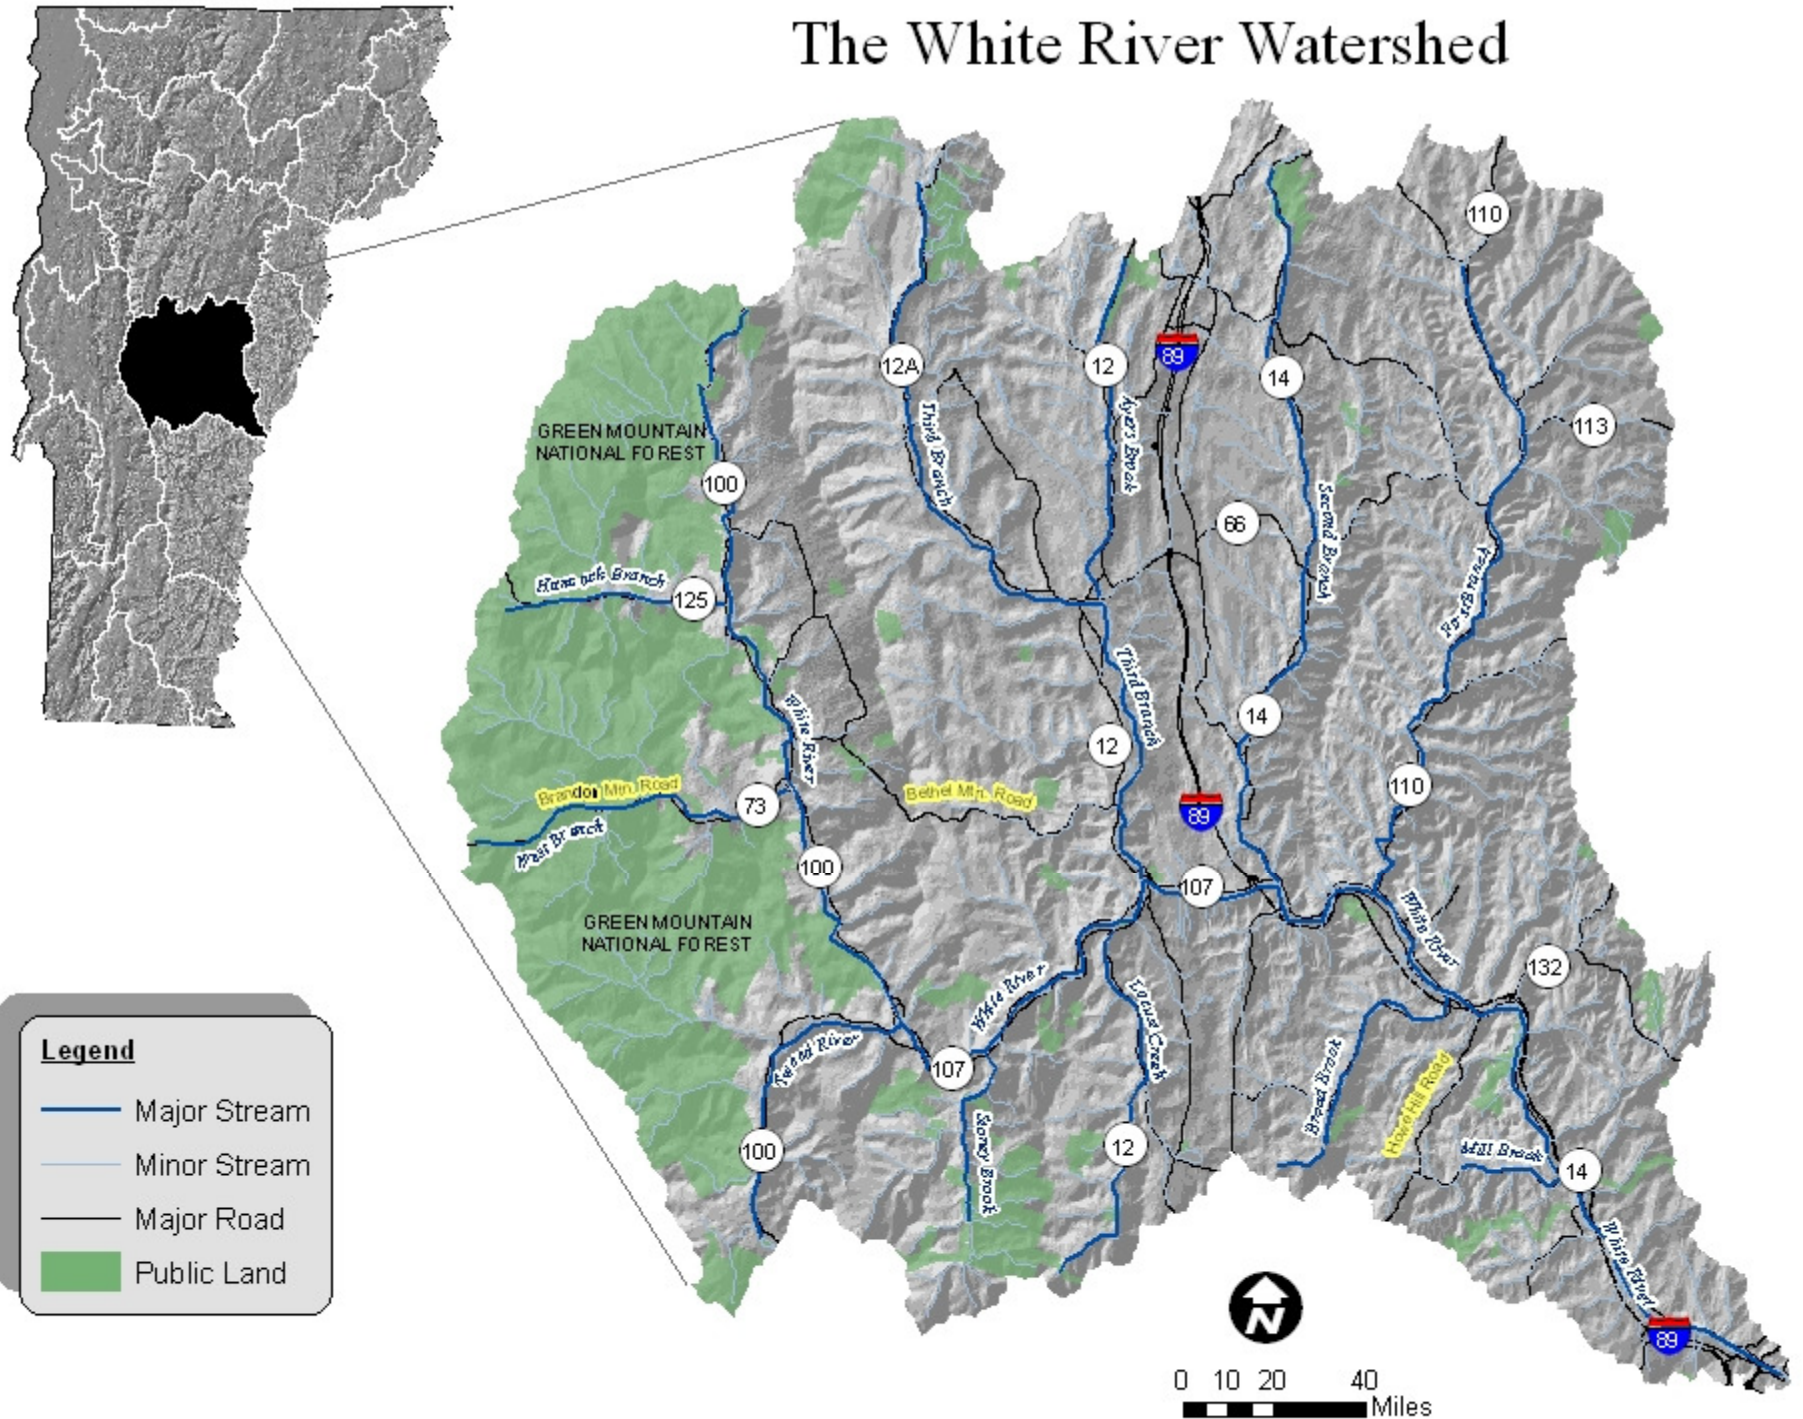 The White River Watershed
110
12A
12
89
14
113
Third Branch
Ayers Brook
GREEN MOUNTAIN
NATIONAL FOREST
100
66
Second Branch
First Branch
Hancock Branch
125
White River
Third Branch
14
12
110
Brandon Mtn. Road
73
Bethel Mtn. Road
89
West Branch
100
107
GREEN MOUNTAIN
NATIONAL FOREST
White River
132
White River
Locust Creek
Tweed River
107
Broad Brook
Howe Hill Road
Stoney Brook
100
12
Mill Brook
14
White River
89
Legend
Major Stream
Minor Stream
Major Road
Public Land
N
0 10 20 40
Miles